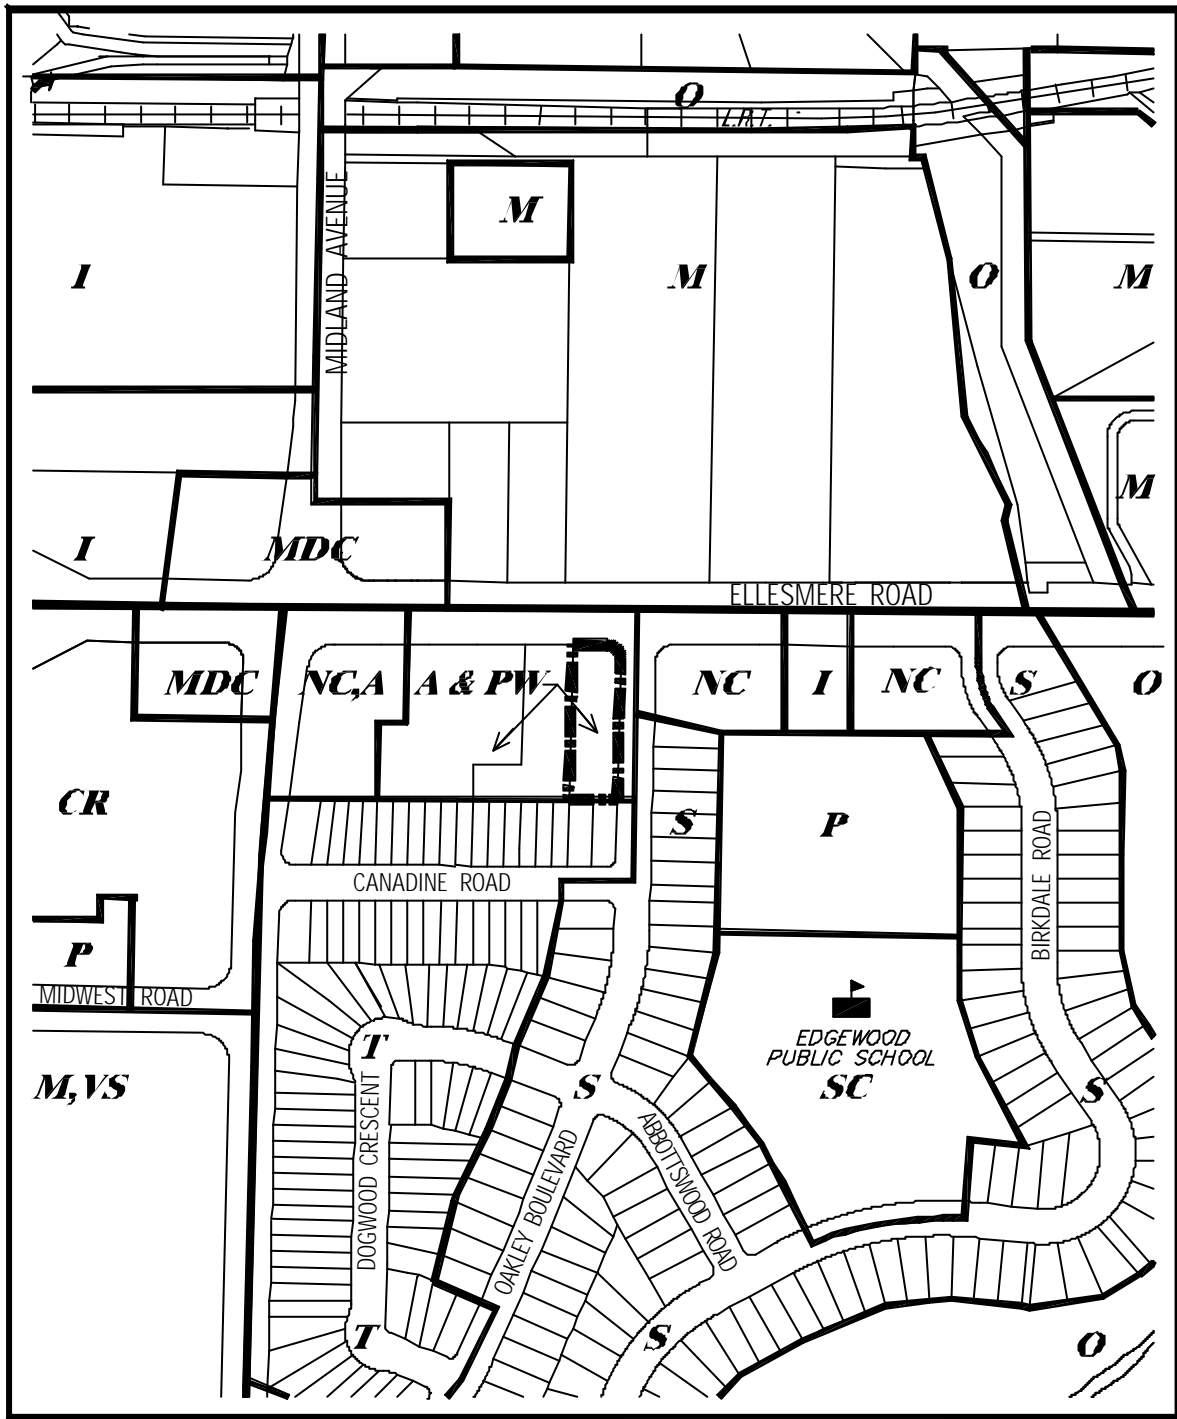 O
L.R.T.
M
MIDLAND AVENUE
I
M
O
M
M
I
MDC
ELLESMERE ROAD
MDC
NC,A
A & PW
NC
I
NC
S
O
CR
S
P
BIRKDALE ROAD
CANADINE ROAD
P
MIDWEST ROAD
EDGEWOOD
PUBLIC SCHOOL
SC
T
M,VS
S
S
DOGWOOD CRESCENT
OAKLEY BOULEVARD
ABBOTTSWOOD ROAD
T
S
O